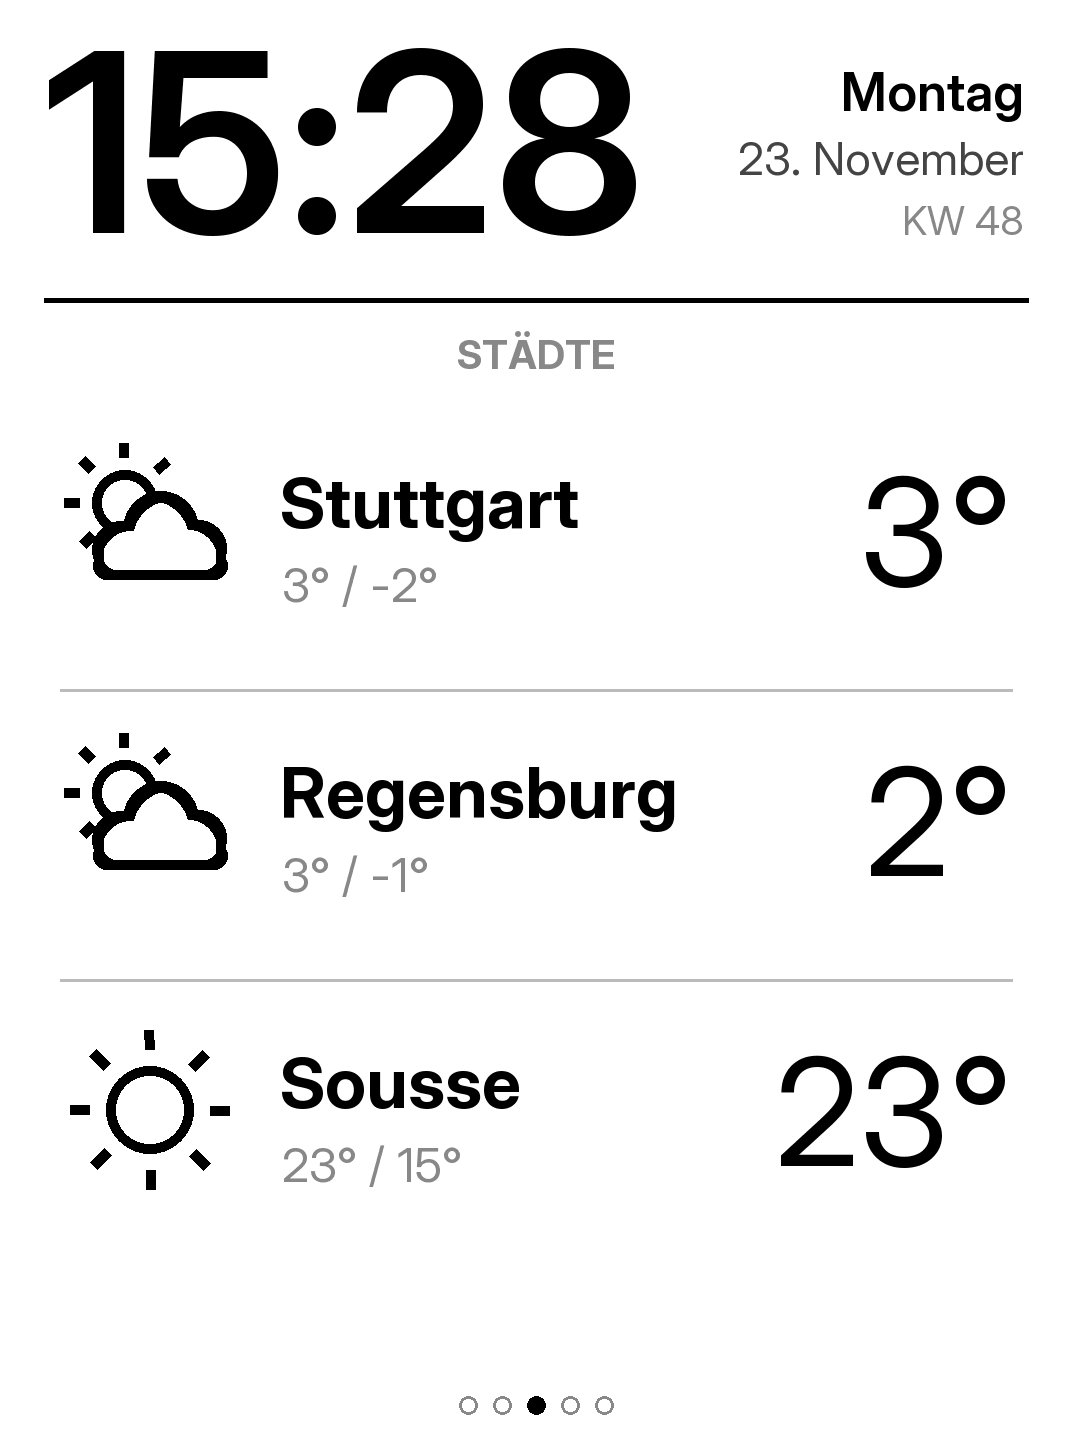 15:28
Montag
23. November
KW 48
STÄDTE
Stuttgart
3° / -2°
3°
Regensburg
3° / -1°
2°
Sousse
23° / 15°
23°